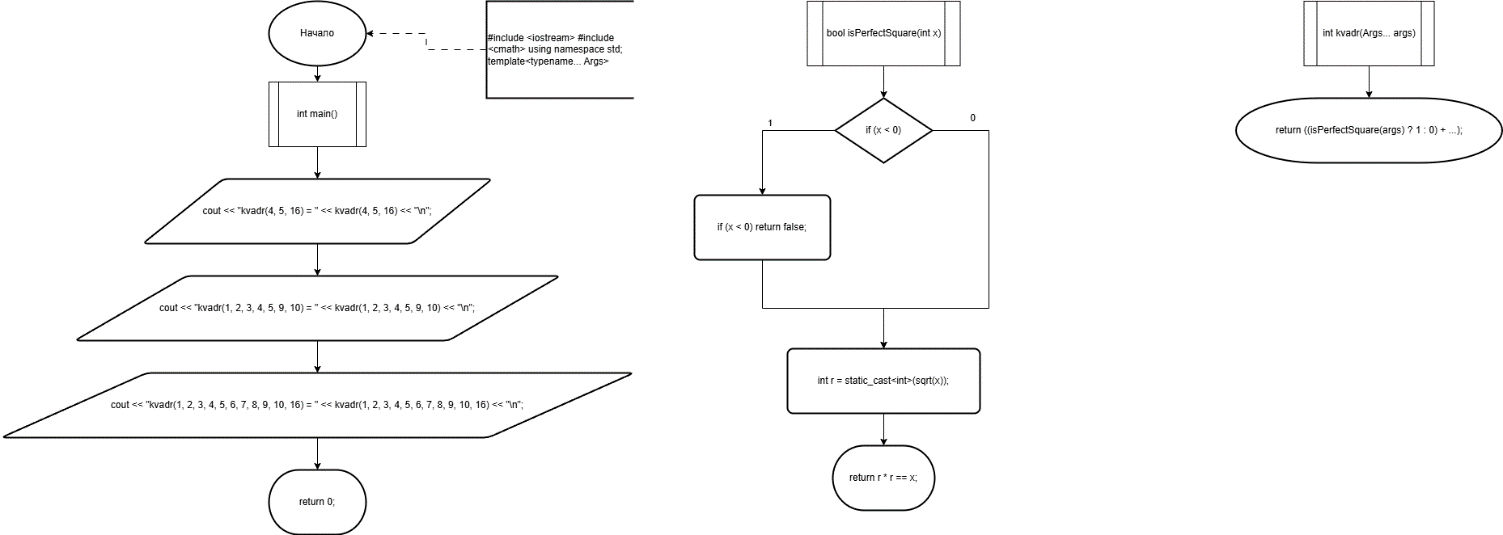 Начало
#include <iostream> #include
<cmath> using namespace std;
template<typename... Args>
int main()
cout << "kvadr(4, 5, 16) = " << kvadr(4, 5, 16) << "\n";
cout << "kvadr(1, 2, 3, 4, 5, 9, 10) = " << kvadr(1, 2, 3, 4, 5, 9, 10) << "\n";
cout << "kvadr(1, 2, 3, 4, 5, 6, 7, 8, 9, 10, 16) = " << kvadr(1, 2, 3, 4, 5, 6, 7, 8, 9, 10, 16) << "\n";
return 0;
bool isPerfectSquare(int x)
if (x < 0)
1
0
if (x < 0) return false;
int r = static_cast<int>(sqrt(x));
return r * r == x;
int kvadr(Args... args)
return ((isPerfectSquare(args) ? 1 : 0) + ...);